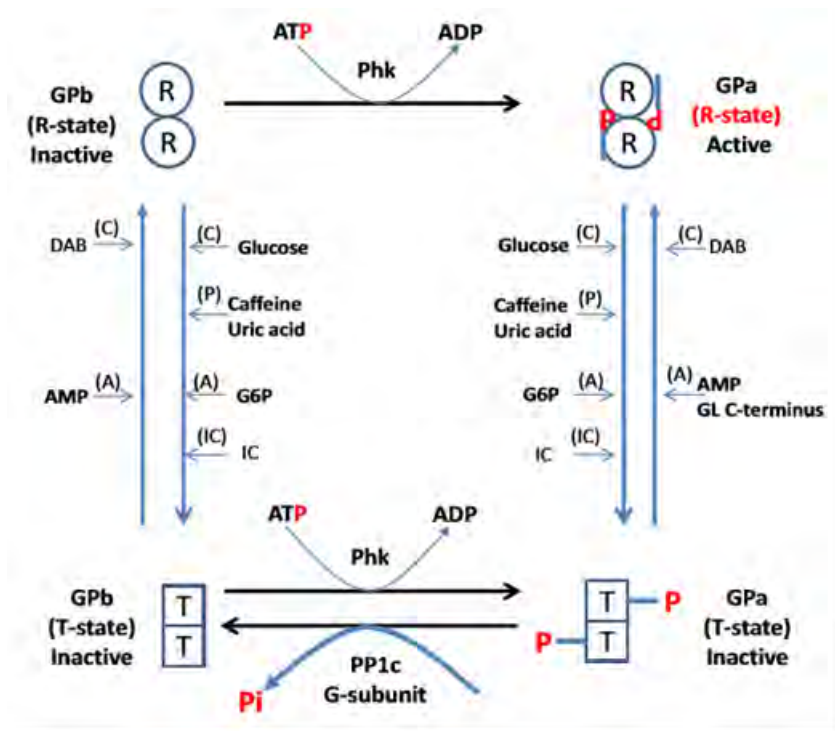 ATP
ADP
Phk
GPb
(R-state)
Inactive
R
R
R
P
d
R
GPa
(R-state)
Active
DAB (C)
(C) Glucose
(P) Caffeine
Uric acid
AMP (A)
(A) G6P
(IC) IC
Glucose (C)
(C) DAB
Caffeine (P)
Uric acid
G6P (A)
(A) AMP
GL C-terminus
IC (IC)
ATP
ADP
Phk
GPb
(T-state)
Inactive
T
T
T P
P T
GPa
(T-state)
Inactive
PP1c
G-subunit
Pi